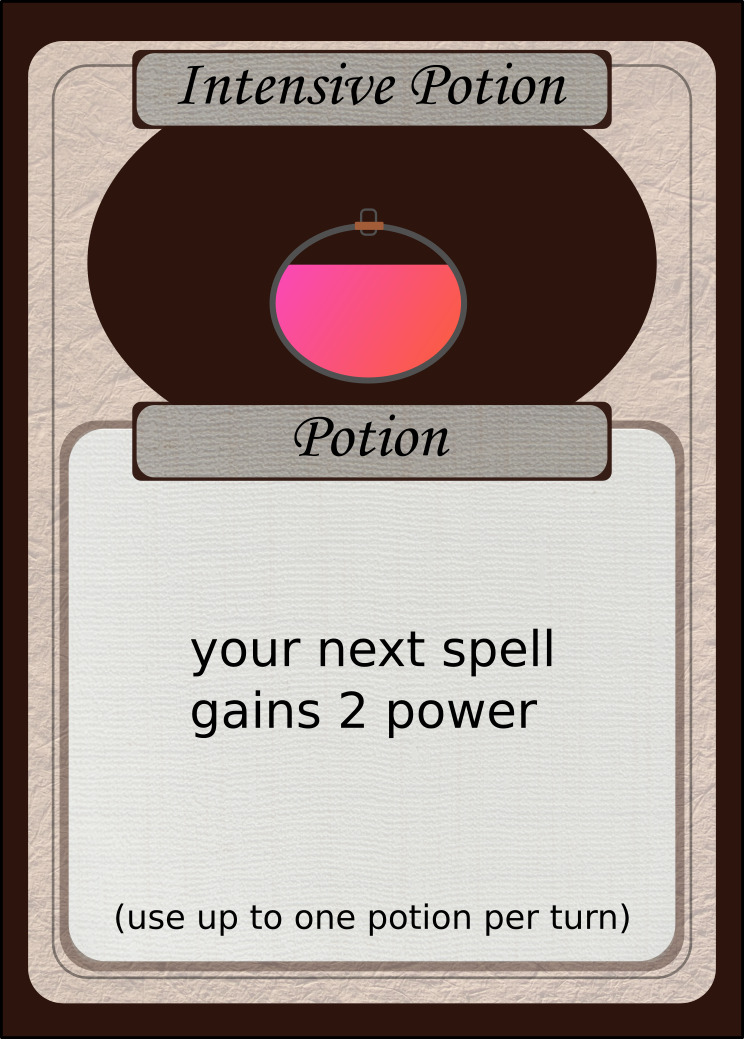 Intensive Potion
Potion
your next spell
gains 2 power
(use up to one potion per turn)